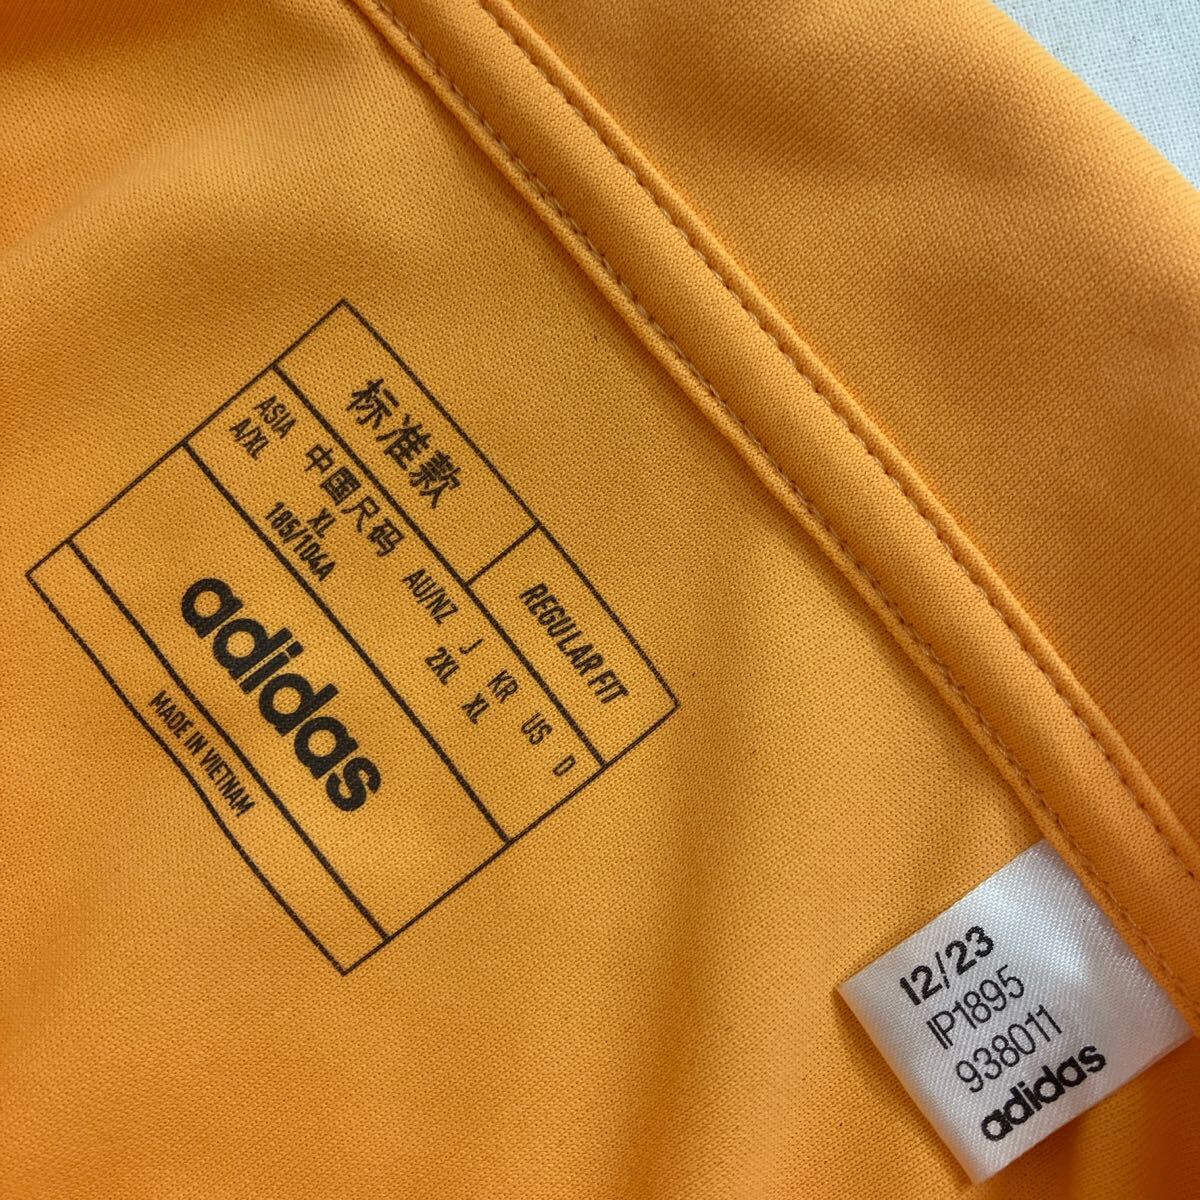 标准款 REGULAR FIT
ASIA 中国尺码 AU/NZ J KR US D
A/XL XL 2XL XL
185/104A
adidas
MADE IN VIETNAM
12/23
IP1895
938011
adidas